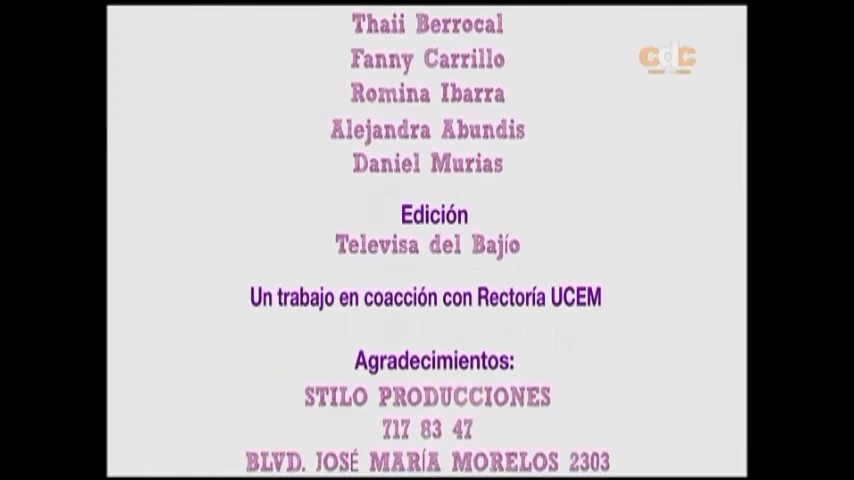 Thaii Berrocal
cdc
Fanny Carrillo
Romina Ibarra
Alejandra Abundis
Daniel Murias
Edición
Televisa del Bajío
Un trabajo en coacción con Rectoría UCEM
Agradecimientos:
STILO PRODUCCIONES
717 83 47
BLVD. JOSÉ MARÍA MORELOS 2303